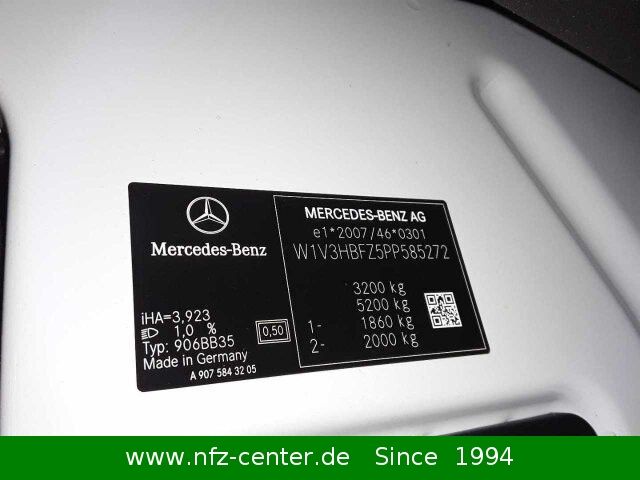 Mercedes-Benz
iHA=3,923
1,0 %
0,50
Typ: 906BB35
Made in Germany
A 907 584 32 05
MERCEDES-BENZ AG
e1*2007/46*0301
W1V3HBFZ5PP585272
3200 kg
5200 kg
1- 1860 kg
2- 2000 kg
www.nfz-center.de Since 1994